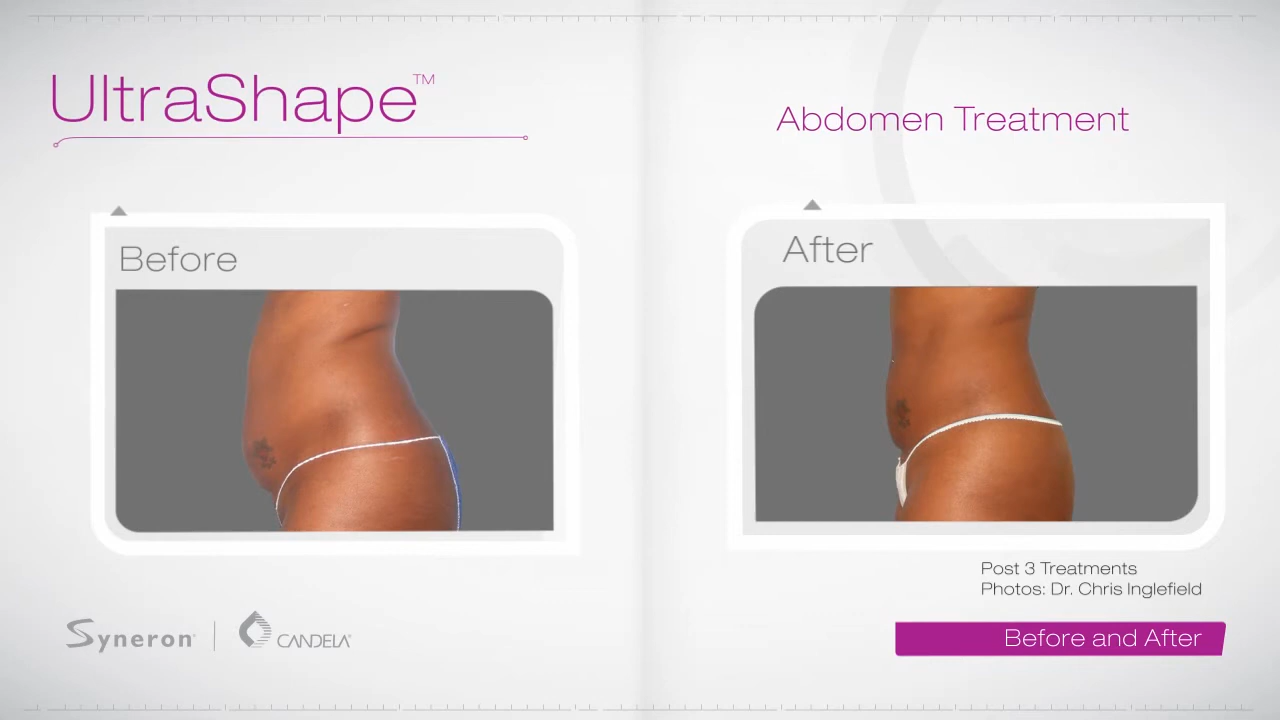 UltraShape™
Abdomen Treatment
Before
After
Post 3 Treatments
Photos: Dr. Chris Inglefield
Syneron
CANDELA
Before and After